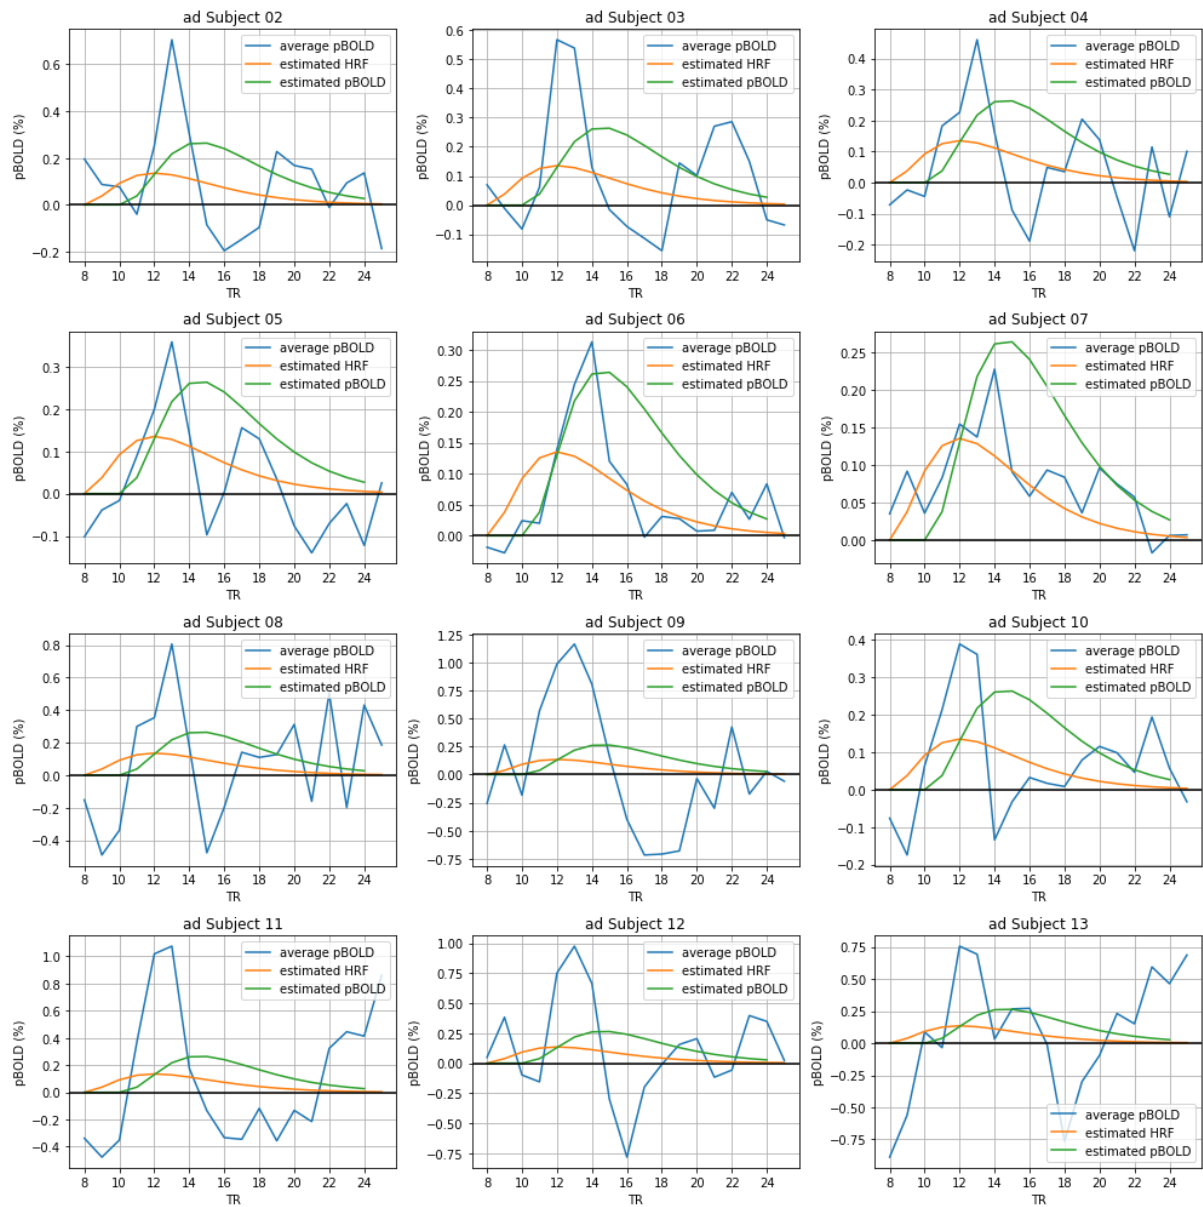 ad Subject 02
average pBOLD
estimated HRF
estimated pBOLD
pBOLD (%)
0.6
0.4
0.2
0.0
−0.2
8 10 12 14 16 18 20 22 24
TR
ad Subject 03
average pBOLD
estimated HRF
estimated pBOLD
pBOLD (%)
0.6
0.5
0.4
0.3
0.2
0.1
0.0
−0.1
8 10 12 14 16 18 20 22 24
TR
ad Subject 04
average pBOLD
estimated HRF
estimated pBOLD
pBOLD (%)
0.4
0.3
0.2
0.1
0.0
−0.1
−0.2
8 10 12 14 16 18 20 22 24
TR
ad Subject 05
average pBOLD
estimated HRF
estimated pBOLD
pBOLD (%)
0.3
0.2
0.1
0.0
−0.1
8 10 12 14 16 18 20 22 24
TR
ad Subject 06
average pBOLD
estimated HRF
estimated pBOLD
pBOLD (%)
0.30
0.25
0.20
0.15
0.10
0.05
0.00
8 10 12 14 16 18 20 22 24
TR
ad Subject 07
average pBOLD
estimated HRF
estimated pBOLD
pBOLD (%)
0.25
0.20
0.15
0.10
0.05
0.00
8 10 12 14 16 18 20 22 24
TR
ad Subject 08
average pBOLD
estimated HRF
estimated pBOLD
pBOLD (%)
0.8
0.6
0.4
0.2
0.0
−0.2
−0.4
8 10 12 14 16 18 20 22 24
TR
ad Subject 09
average pBOLD
estimated HRF
estimated pBOLD
pBOLD (%)
1.25
1.00
0.75
0.50
0.25
0.00
−0.25
−0.50
−0.75
8 10 12 14 16 18 20 22 24
TR
ad Subject 10
average pBOLD
estimated HRF
estimated pBOLD
pBOLD (%)
0.4
0.3
0.2
0.1
0.0
−0.1
−0.2
8 10 12 14 16 18 20 22 24
TR
ad Subject 11
average pBOLD
estimated HRF
estimated pBOLD
pBOLD (%)
1.0
0.8
0.6
0.4
0.2
0.0
−0.2
−0.4
8 10 12 14 16 18 20 22 24
TR
ad Subject 12
average pBOLD
estimated HRF
estimated pBOLD
pBOLD (%)
1.00
0.75
0.50
0.25
0.00
−0.25
−0.50
−0.75
8 10 12 14 16 18 20 22 24
TR
ad Subject 13
pBOLD (%)
0.75
0.50
0.25
0.00
−0.25
−0.50
−0.75
average pBOLD
estimated HRF
estimated pBOLD
8 10 12 14 16 18 20 22 24
TR